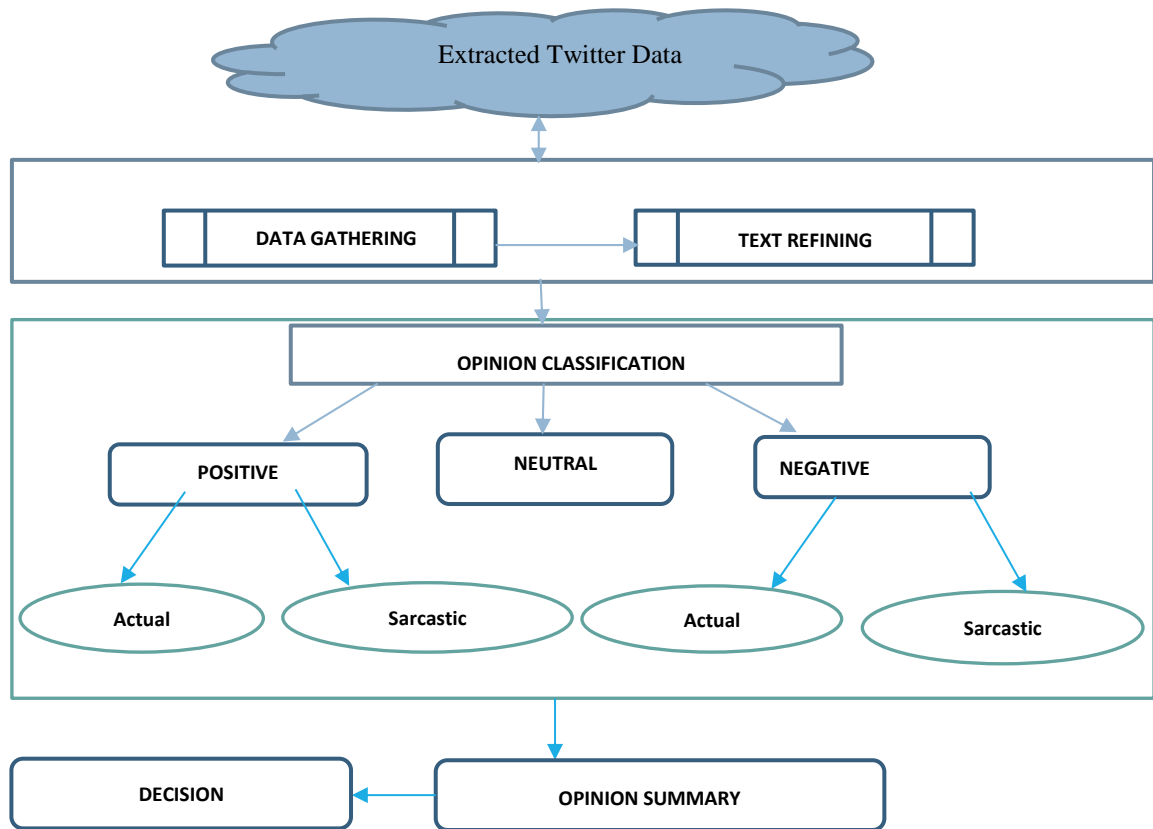 Extracted Twitter Data
DATA GATHERING
TEXT REFINING
OPINION CLASSIFICATION
POSITIVE
NEUTRAL
NEGATIVE
Actual
Sarcastic
Actual
Sarcastic
DECISION
OPINION SUMMARY